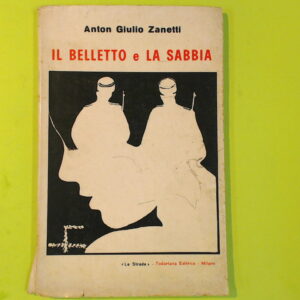 Anton Giulio Zanetti
IL BELLETTO e LA SABBIA
«Le Strade» - Todariana Editrice - Milano